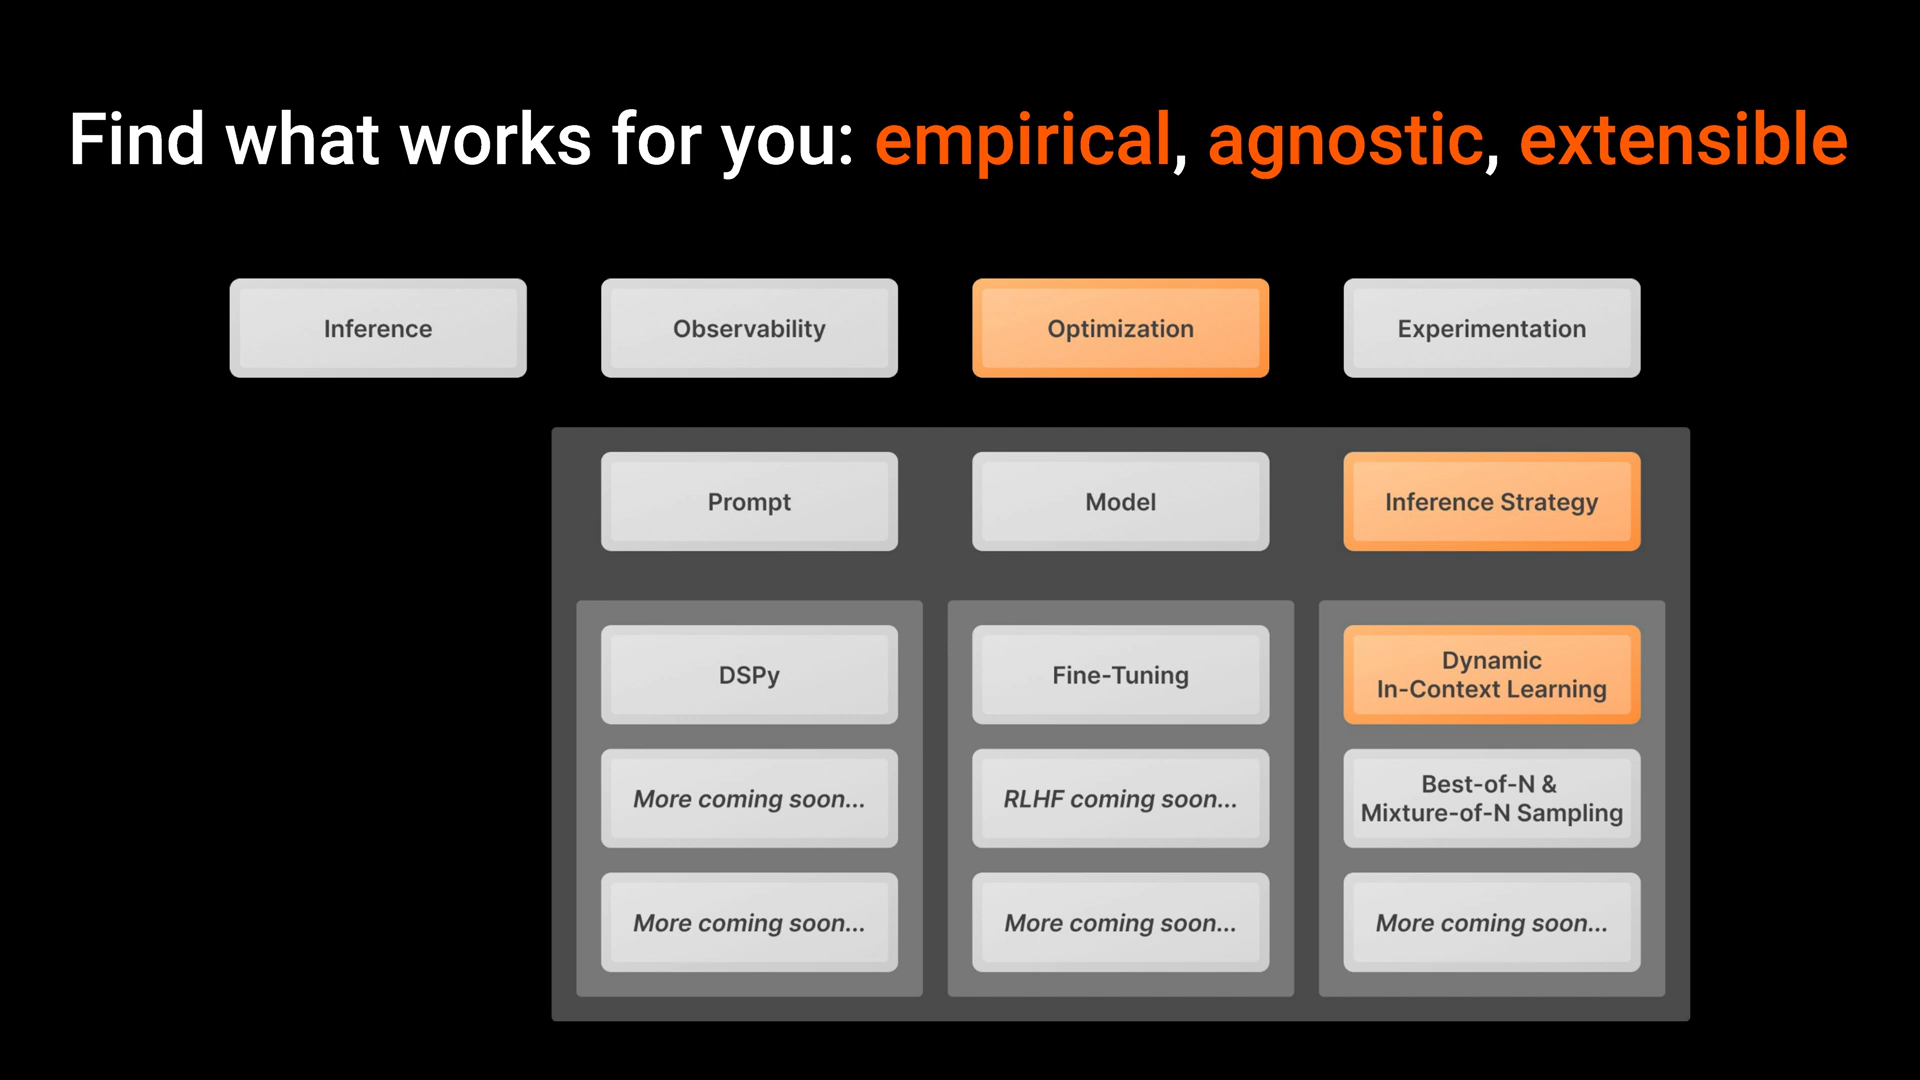 Find what works for you: empirical, agnostic, extensible
Inference
Observability
Optimization
Experimentation
Prompt
Model
Inference Strategy
DSPy
Fine-Tuning
Dynamic
In-Context Learning
More coming soon...
RLHF coming soon...
Best-of-N &
Mixture-of-N Sampling
More coming soon...
More coming soon...
More coming soon...